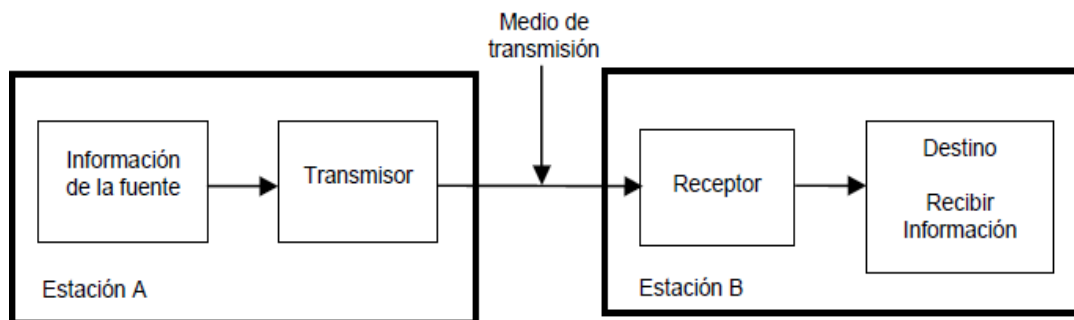 Medio de
transmisión
Información
de la fuente
Transmisor
Receptor
Destino
Recibir
Información
Estación A
Estación B